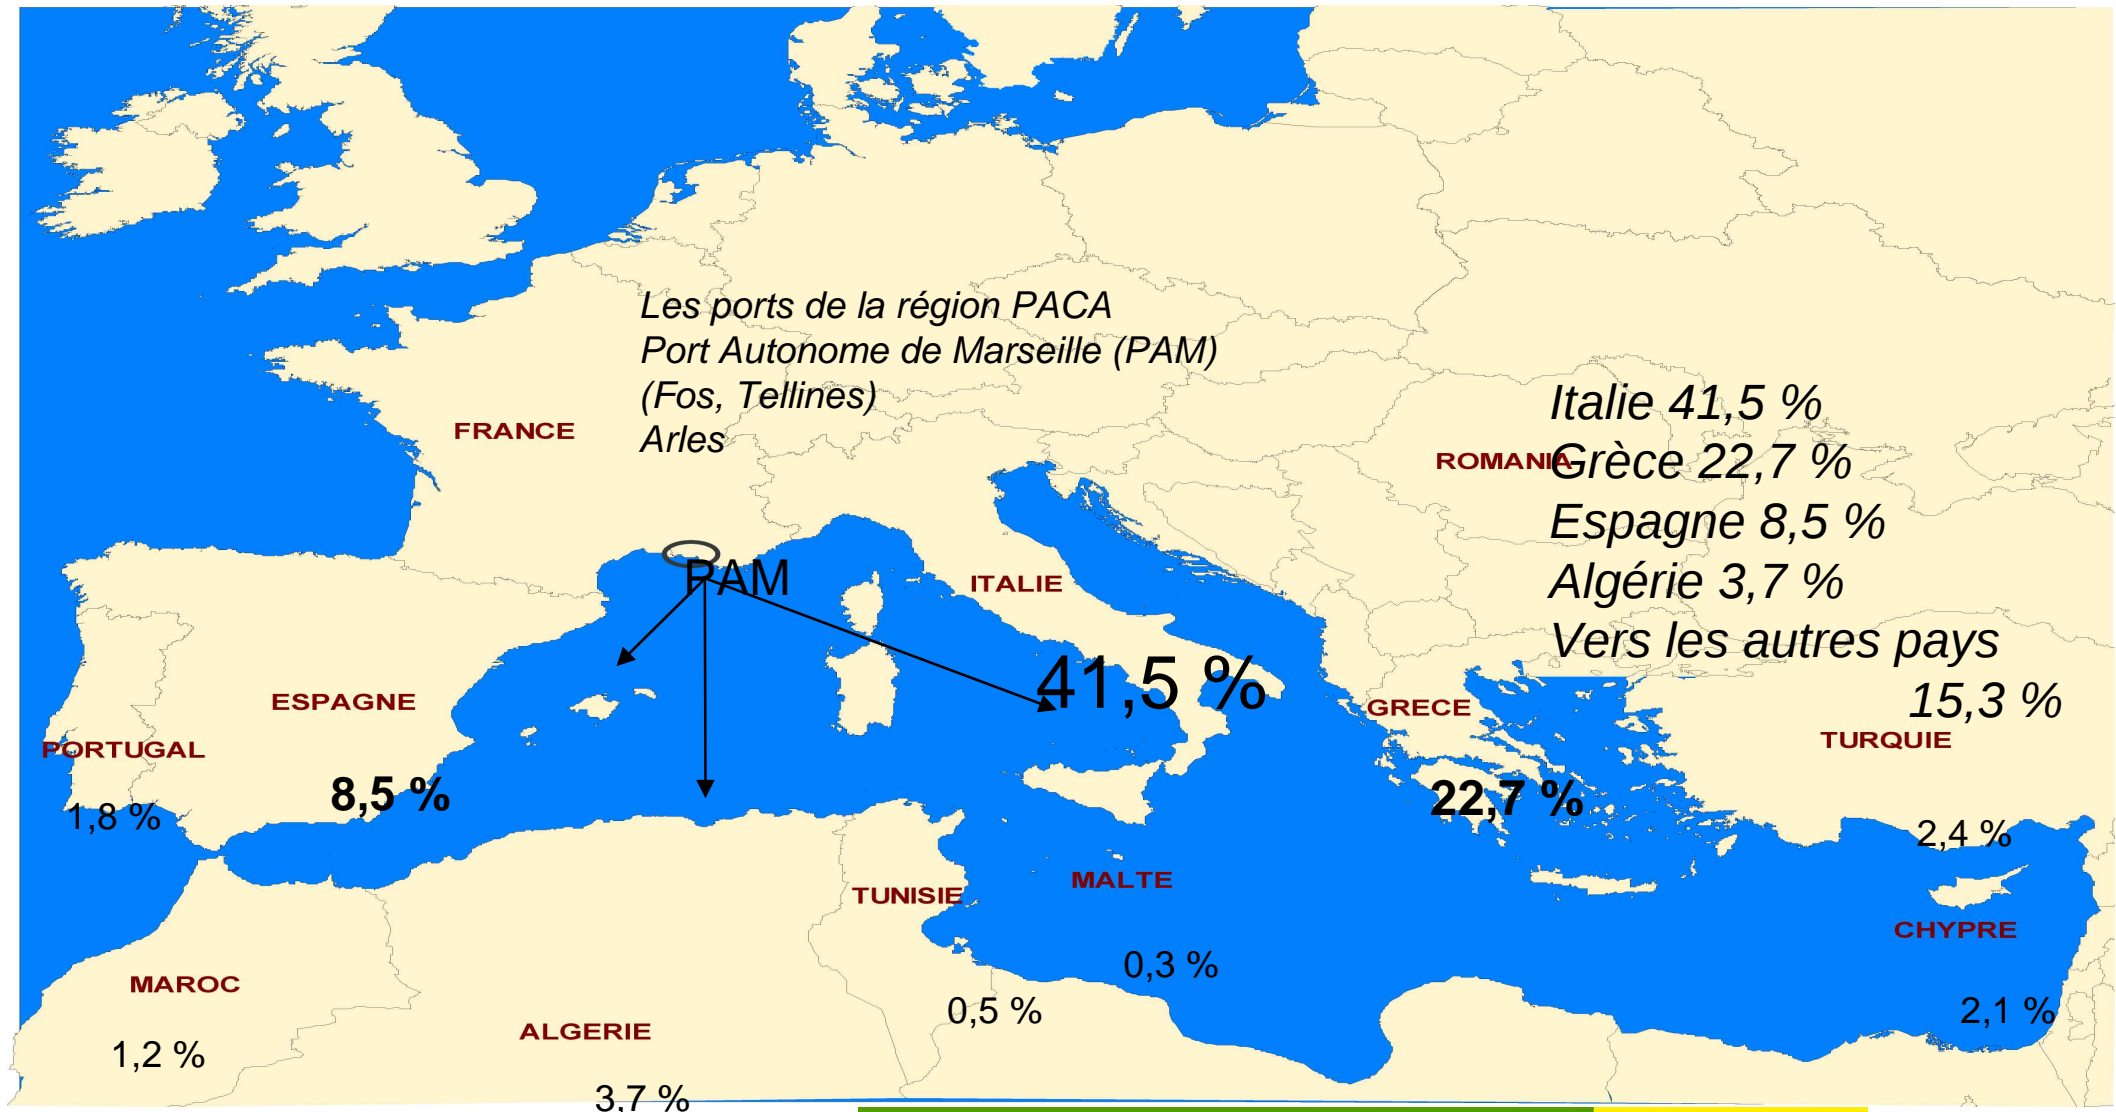 Les ports de la région PACA
Port Autonome de Marseille (PAM)
(Fos, Tellines)
Arles
FRANCE
Italie 41,5 %
ROMANIA
Grèce 22,7 %
Espagne 8,5 %
Algérie 3,7 %
Vers les autres pays
15,3 %
PAM
ITALIE
41,5 %
ESPAGNE
GRECE
PORTUGAL
TURQUIE
8,5 %
22,7 %
1,8 %
2,4 %
MALTE
TUNISIE
CHYPRE
0,3 %
MAROC
0,5 %
2,1 %
ALGERIE
1,2 %
3,7 %